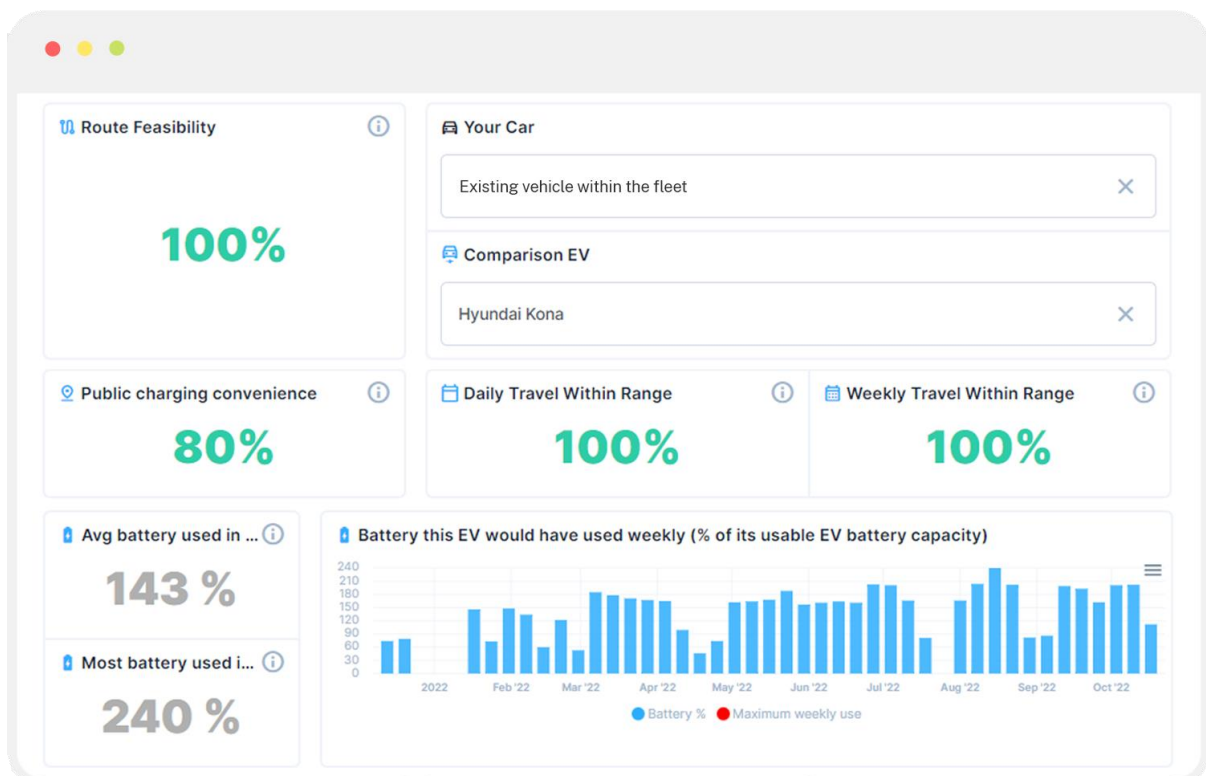 Route Feasibility
100%
Your Car
Existing vehicle within the fleet
Comparison EV
Hyundai Kona
Public charging convenience
80%
Daily Travel Within Range
100%
Weekly Travel Within Range
100%
Avg battery used in ...
143 %
Most battery used i...
240 %
Battery this EV would have used weekly (% of its usable EV battery capacity)
240
210
180
150
120
90
60
30
0
2022 Feb '22 Mar '22 Apr '22 May '22 Jun '22 Jul '22 Aug '22 Sep '22 Oct '22
Battery % Maximum weekly use